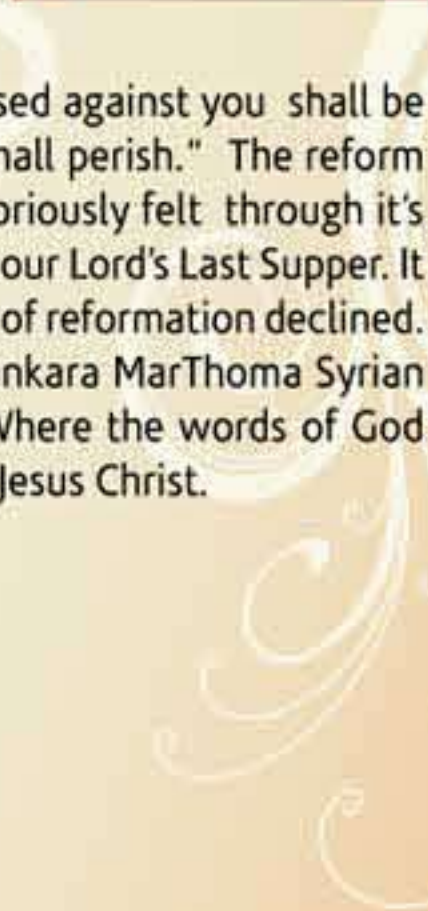 sed against you shall be
hall perish." The reform
oriously felt through it's
our Lord's Last Supper. It
of reformation declined.
nkara MarThoma Syrian
Where the words of God
Jesus Christ.